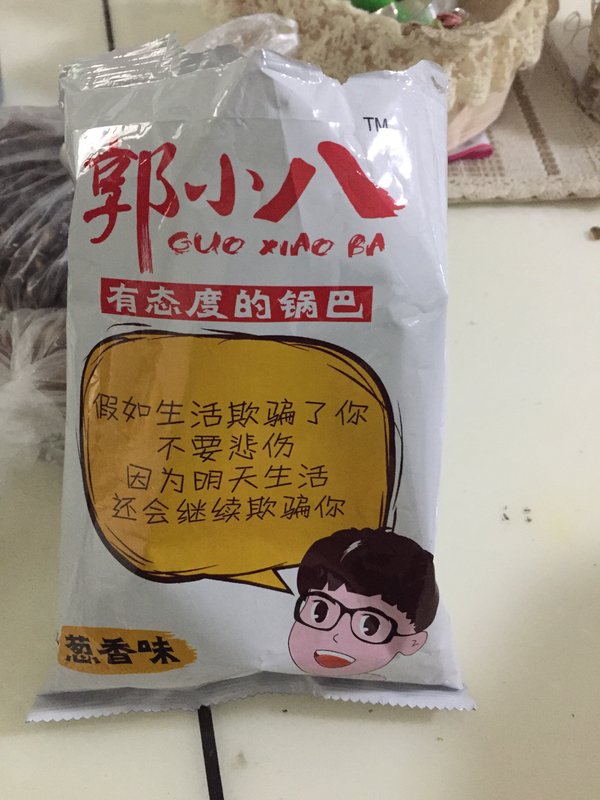 TM
郭小八
GUO XIAO BA
有态度的锅巴
假如生活欺骗了你
不要悲伤
因为明天生活
还会继续欺骗你
葱香味